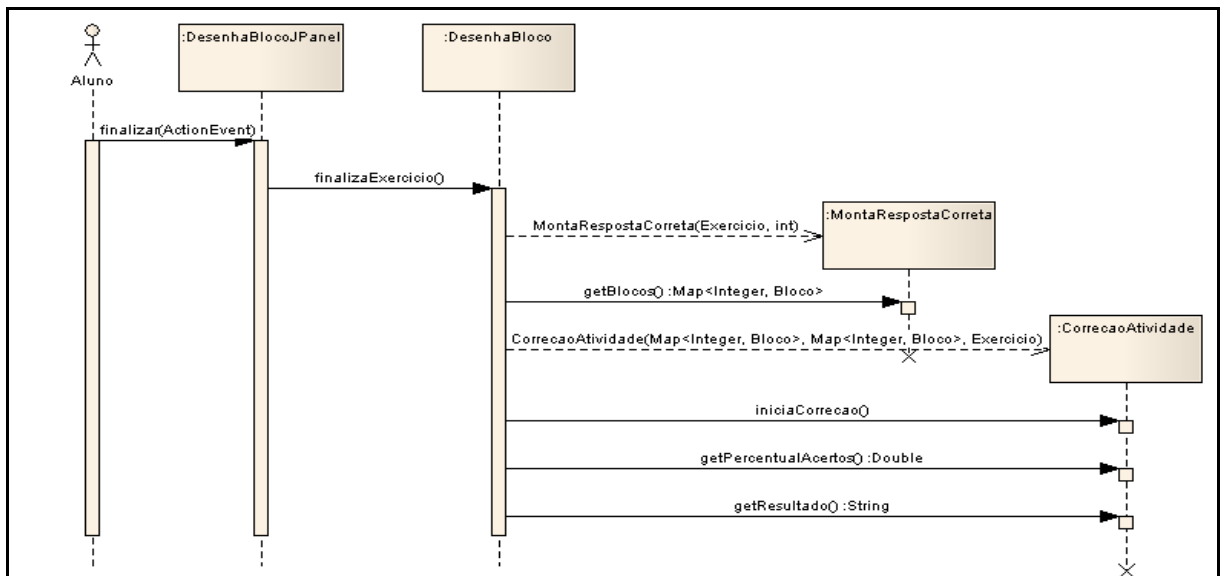 :DesenhaBlocoJPanel
:DesenhaBloco
Aluno
finalizar(ActionEvent)
finalizaExercicio()
:MontaRespostaCorreta
MontaRespostaCorreta(Exercicio, int)
getBlocos() :Map<Integer, Bloco>
:CorrecaoAtividade
CorrecaoAtividade(Map<Integer, Bloco>, Map<Integer, Bloco>, Exercicio)
iniciaCorrecao()
getPercentualAcertos() :Double
getResultado() :String